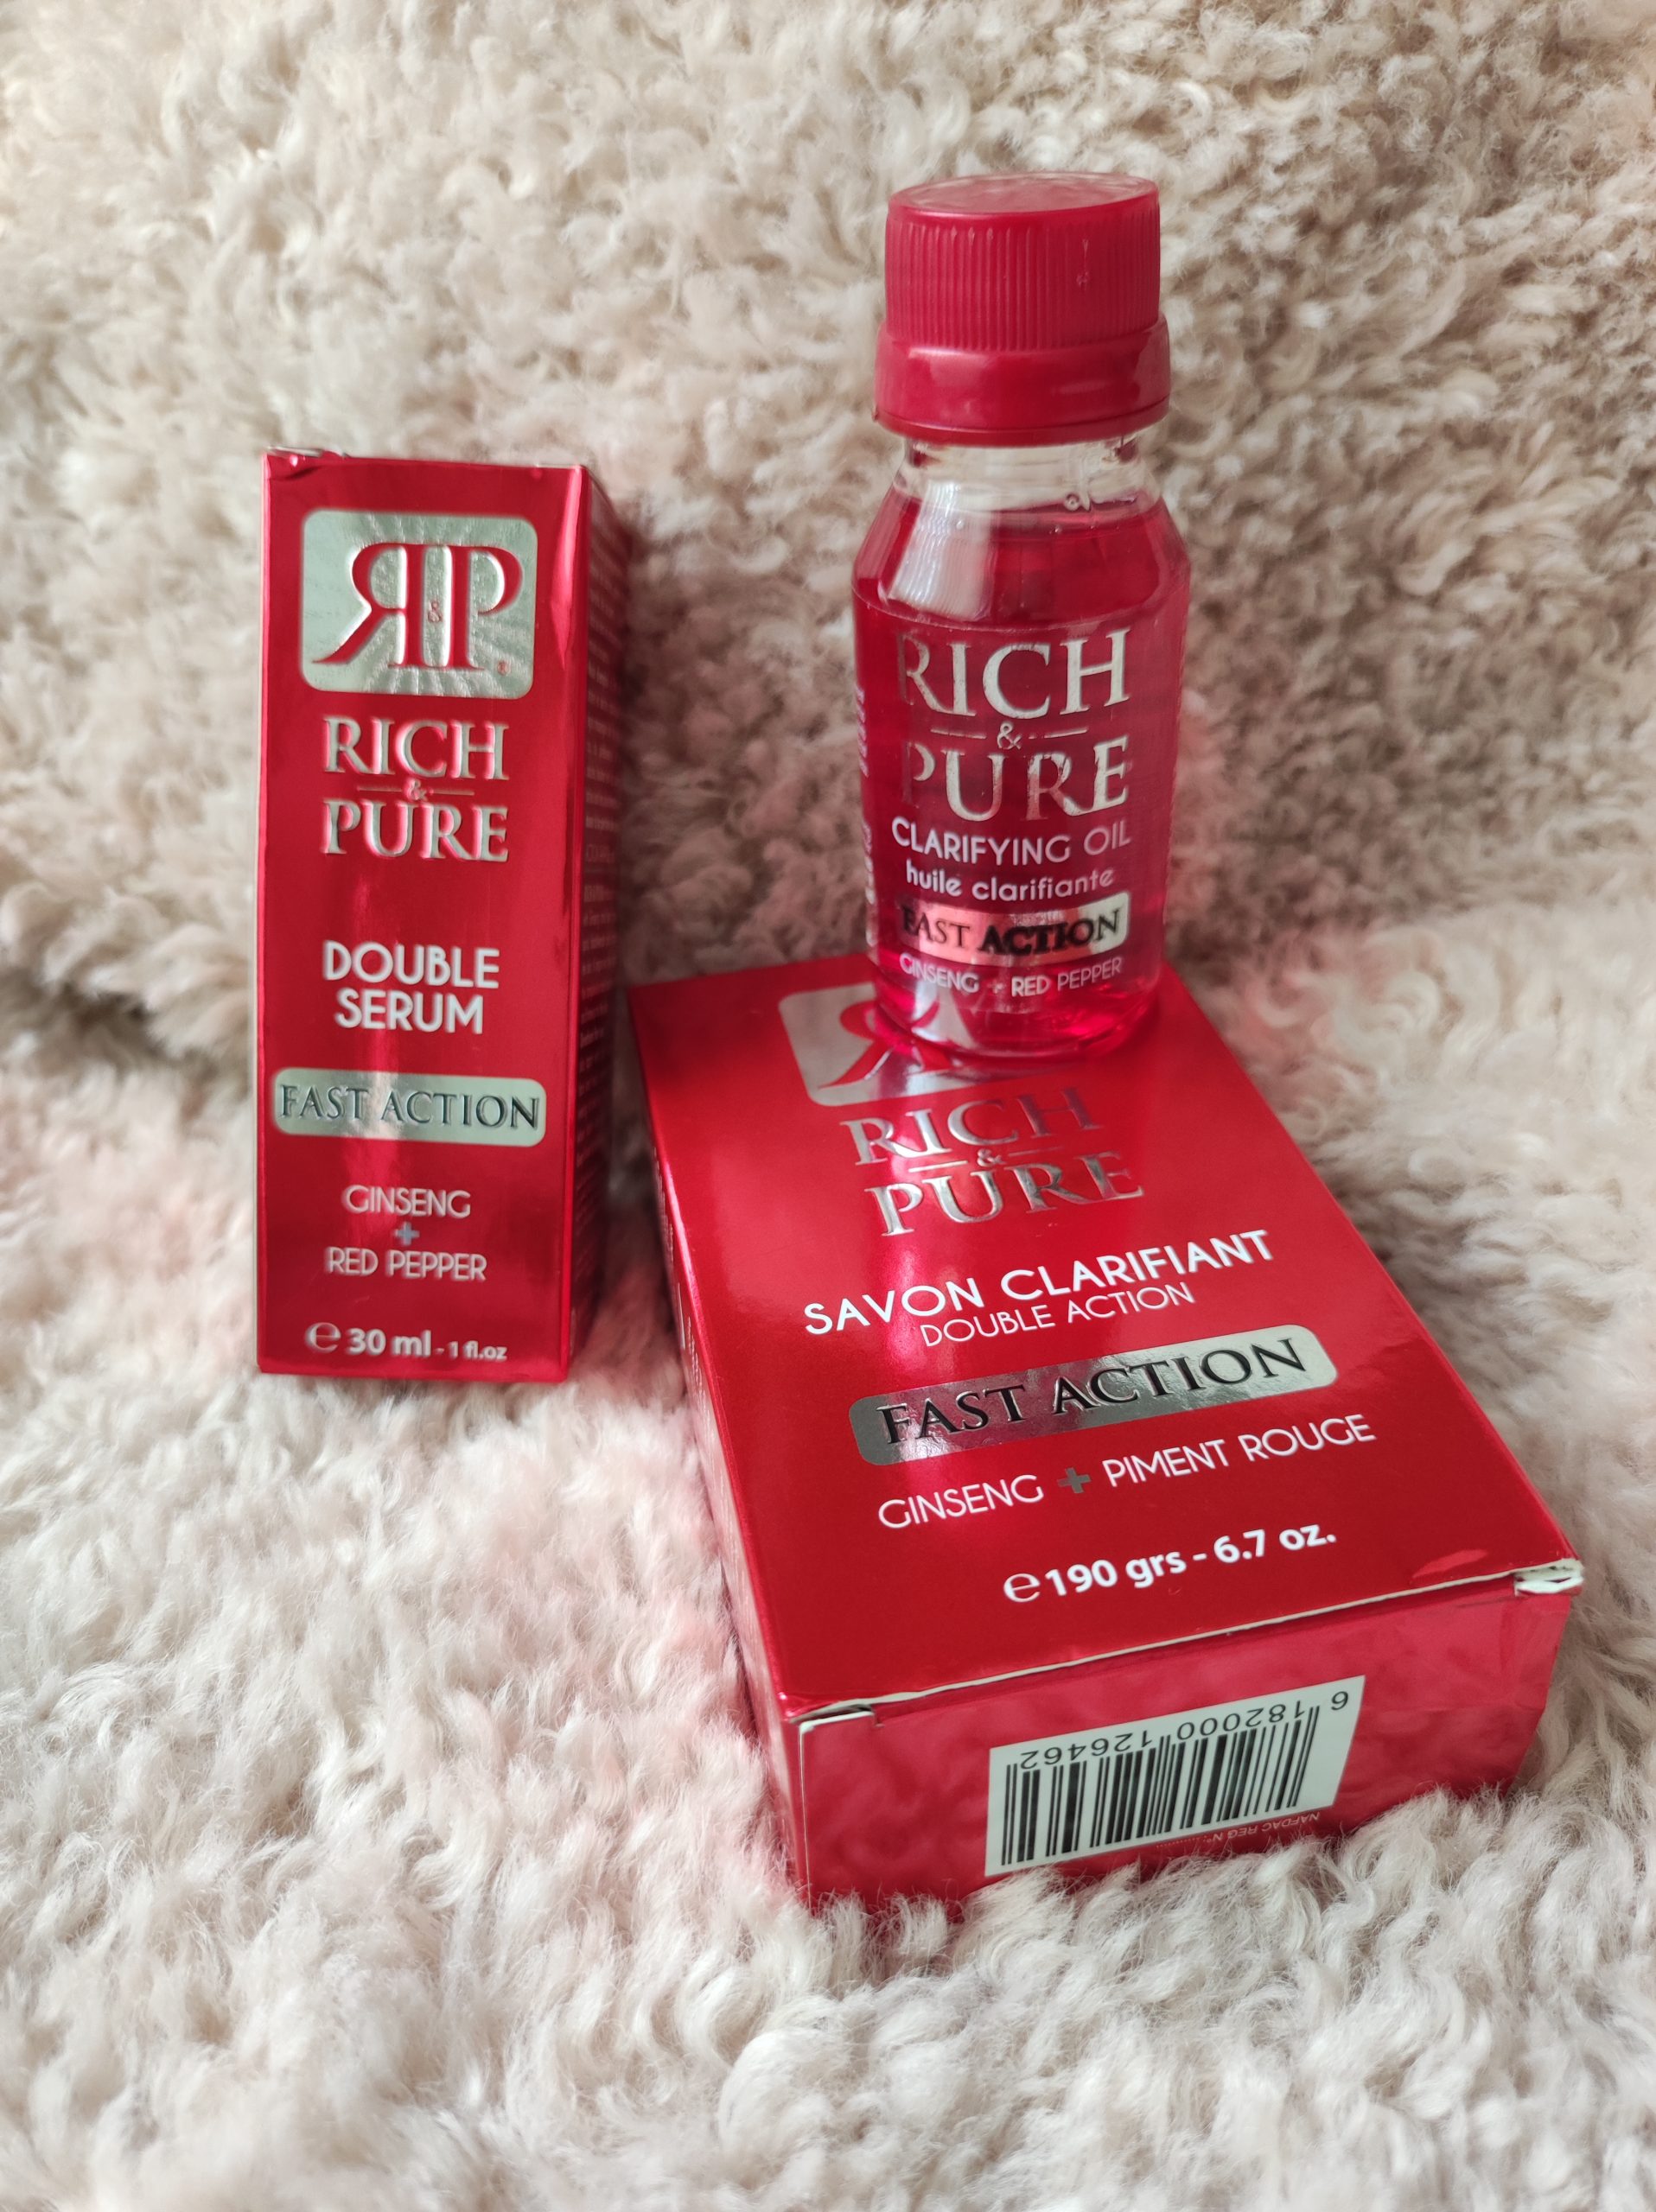 R&P
RICH
&
PURE
DOUBLE
SERUM
FAST ACTION
GINSENG
+
RED PEPPER
℮ 30 ml - 1 fl.oz
RICH
&
PURE
CLARIFYING OIL
huile clarifiante
FAST ACTION
GINSENG + RED PEPPER
RICH
&
PURE
SAVON CLARIFIANT
DOUBLE ACTION
FAST ACTION
GINSENG + PIMENT ROUGE
℮ 190 grs - 6.7 oz.
6 182000 126462
NAFDAC REG N°